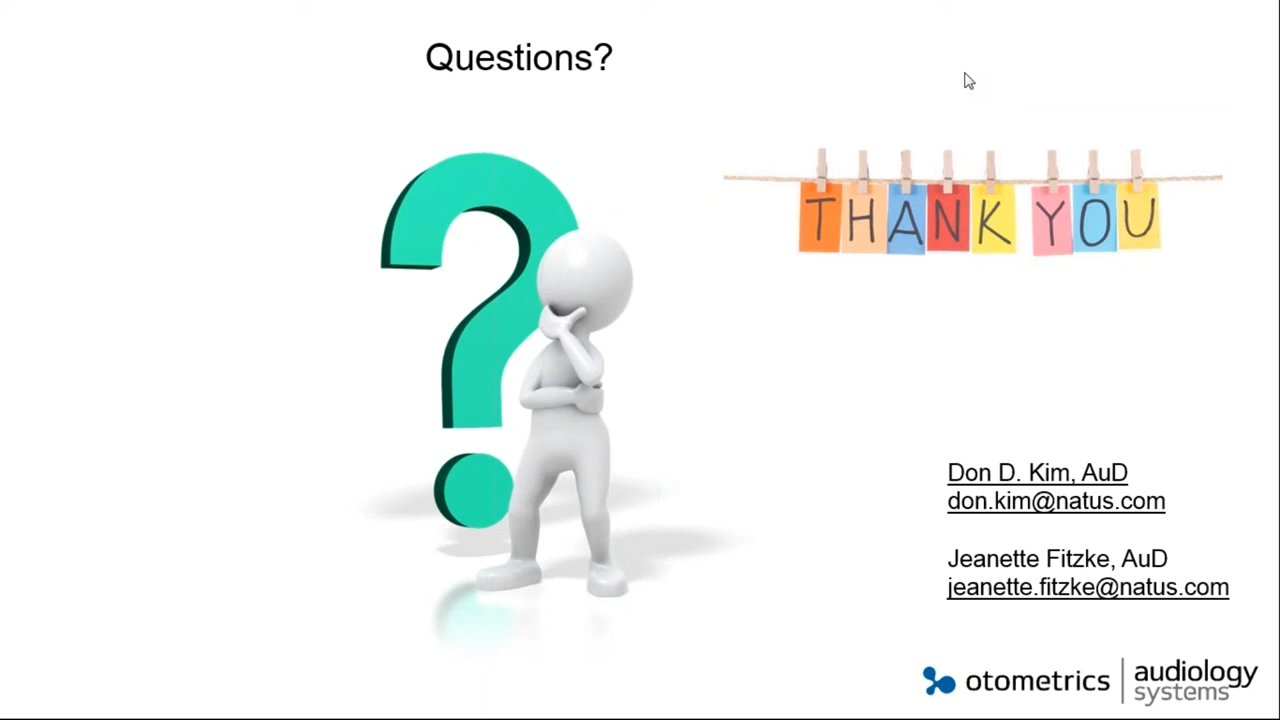 Questions?
THANK YOU
Don D. Kim, AuD
don.kim@natus.com
Jeanette Fitzke, AuD
jeanette.fitzke@natus.com
otometrics | audiology
systems